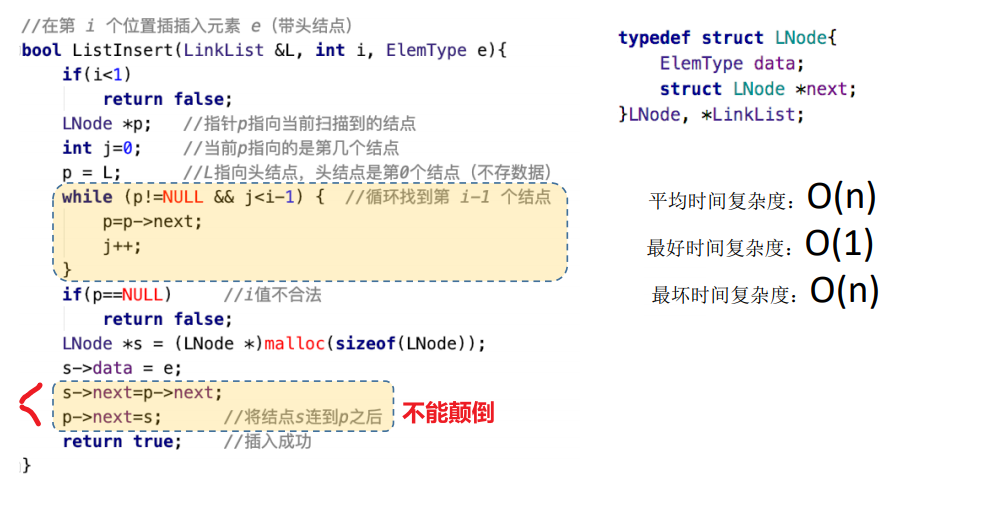 //在第 i 个位置插插入元素 e（带头结点）
bool ListInsert(LinkList &L, int i, ElemType e){
if(i<1)
return false;
LNode *p; //指针p指向当前扫描到的结点
int j=0; //当前p指向的是第几个结点
p = L; //L指向头结点，头结点是第0个结点（不存数据）
while (p!=NULL && j<i-1) { //循环找到第 i-1 个结点
p=p->next;
j++;
}
if(p==NULL) //i值不合法
return false;
LNode *s = (LNode *)malloc(sizeof(LNode));
s->data = e;
s->next=p->next;
p->next=s; //将结点s连到p之后
不能颠倒
return true; //插入成功
}
typedef struct LNode{
ElemType data;
struct LNode *next;
}LNode, *LinkList;
平均时间复杂度：O(n)
最好时间复杂度：O(1)
最坏时间复杂度：O(n)